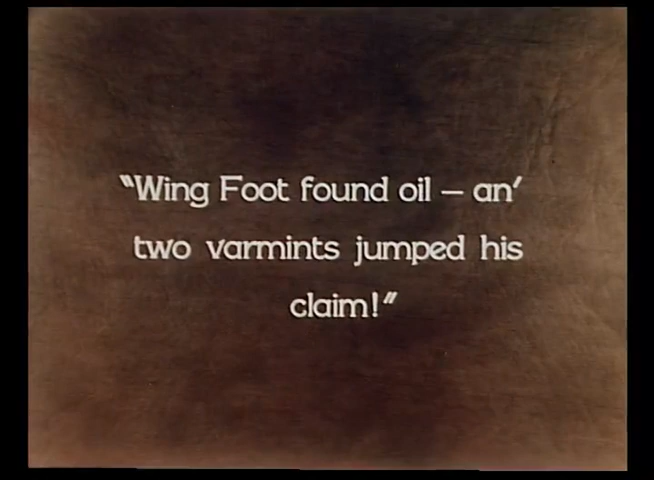 "Wing Foot found oil — an'
two varmints jumped his
claim!"